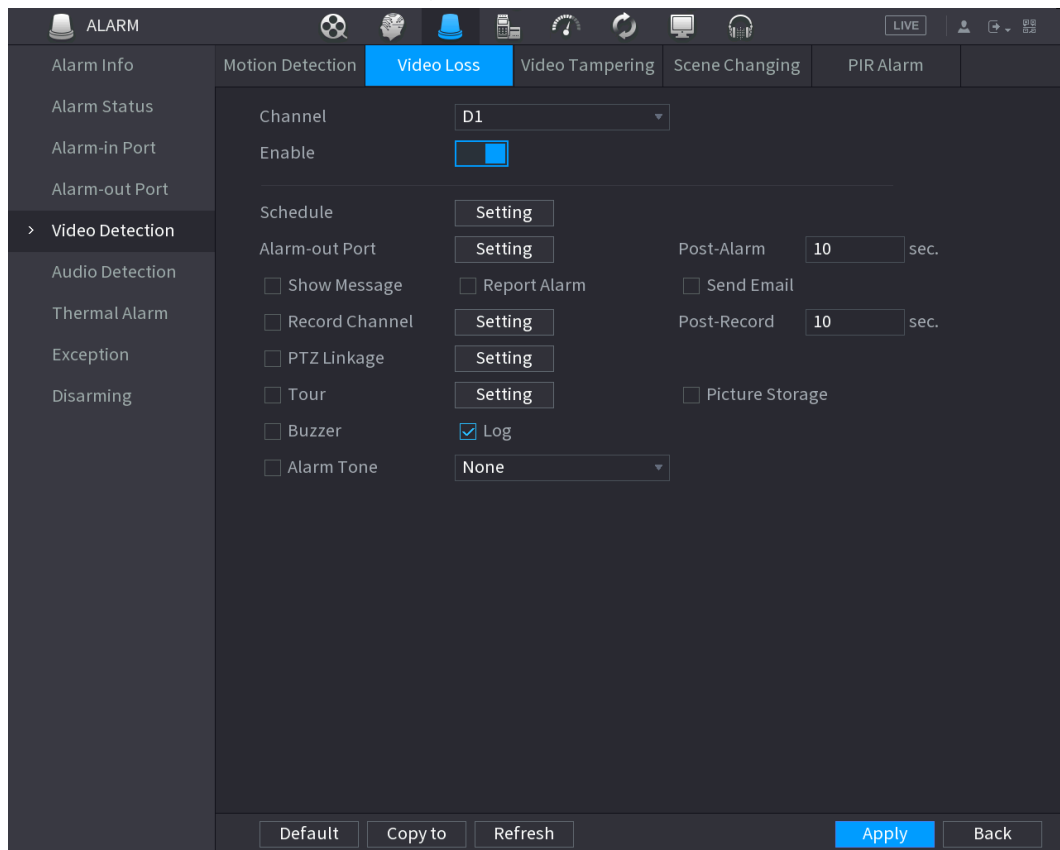 ALARM
LIVE
Alarm Info
Alarm Status
Alarm-in Port
Alarm-out Port
Video Detection
Audio Detection
Thermal Alarm
Exception
Disarming
Motion Detection Video Loss Video Tampering Scene Changing PIR Alarm
Channel D1
Enable
Schedule Setting
Alarm-out Port Setting Post-Alarm 10 sec.
Show Message Report Alarm Send Email
Record Channel Setting Post-Record 10 sec.
PTZ Linkage Setting
Tour Setting Picture Storage
Buzzer Log
Alarm Tone None
Default Copy to Refresh Apply Back